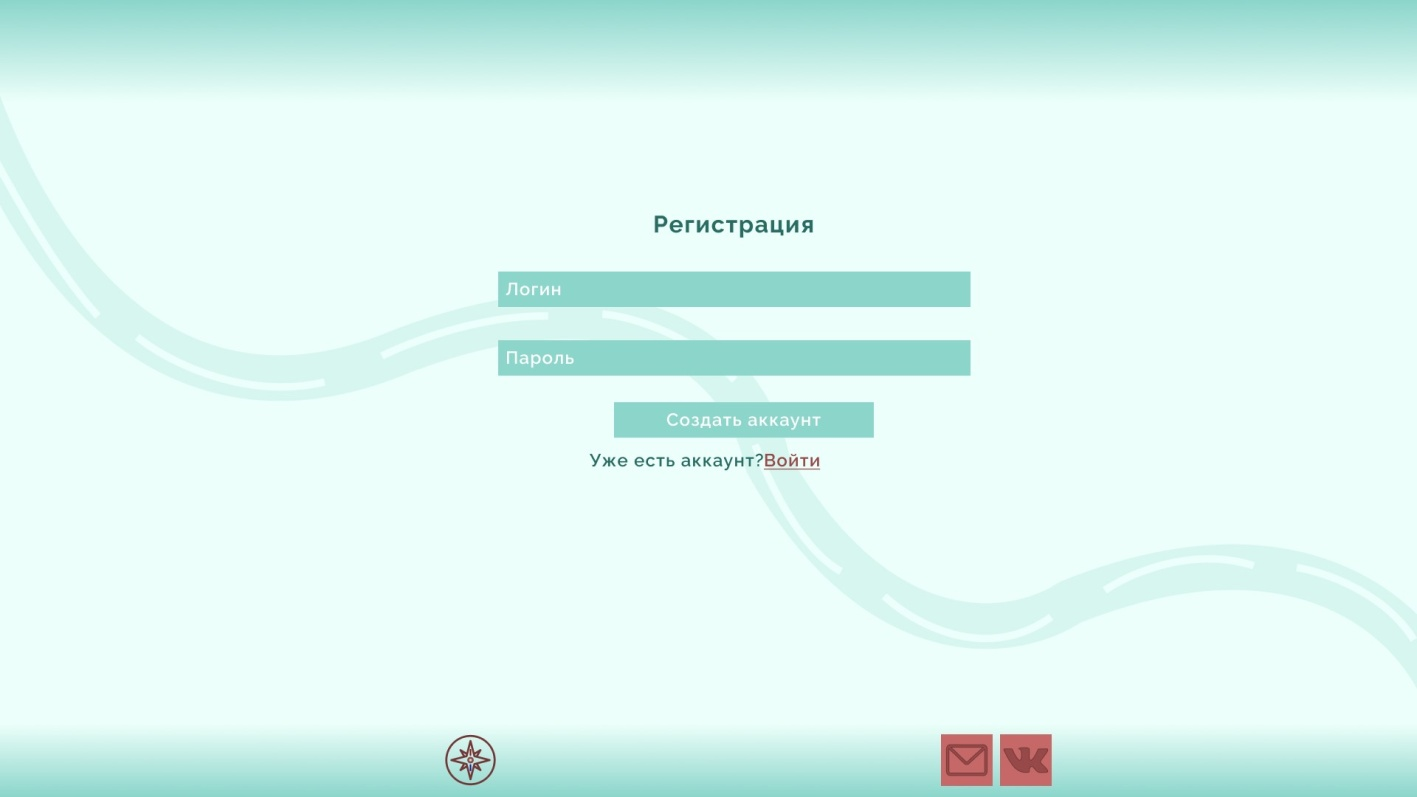 Регистрация
Логин
Пароль
Создать аккаунт
Уже есть аккаунт?Войти